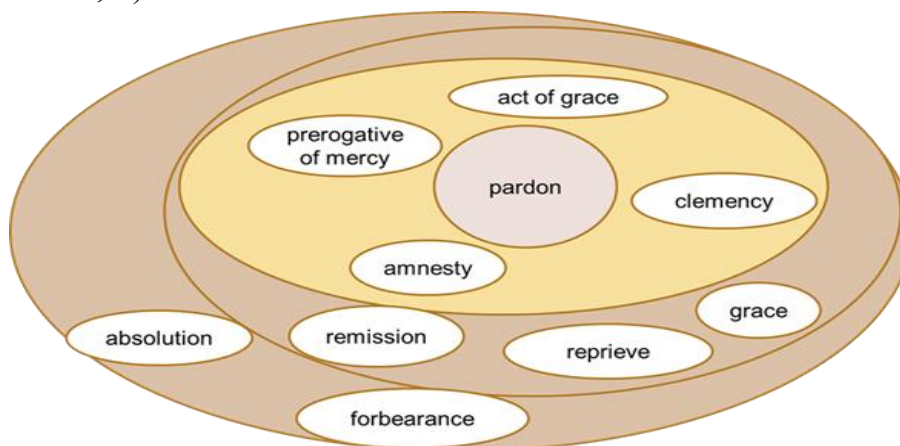 act of grace
prerogative
of mercy
pardon
clemency
amnesty
grace
absolution
remission
reprieve
forbearance